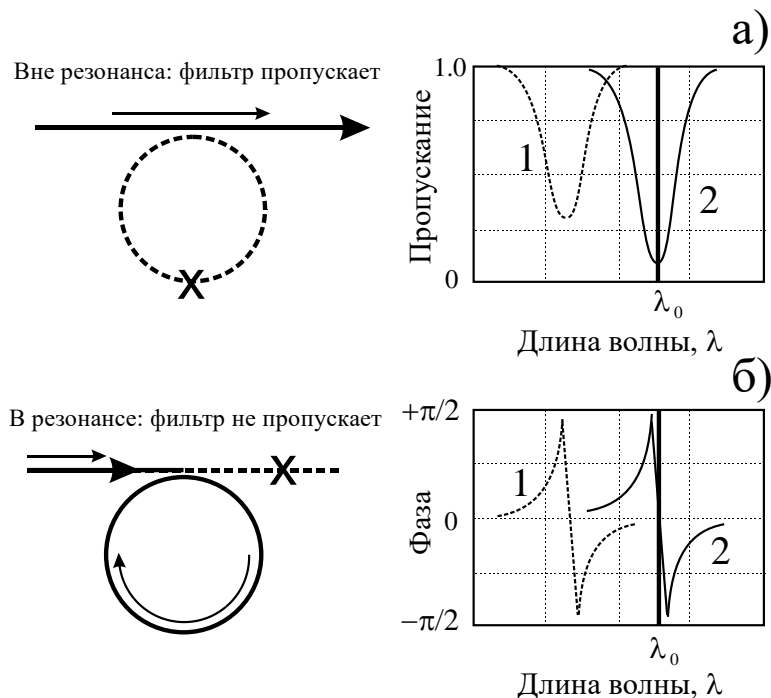 а)
Вне резонанса: фильтр пропускает
X
1.0
Пропускание
1
2
0
λ₀
Длина волны, λ
б)
В резонансе: фильтр не пропускает
X
+π/2
Фаза
1
0
2
−π/2
λ₀
Длина волны, λ